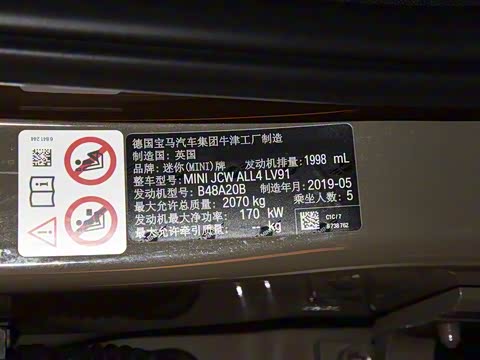 德国宝马汽车集团牛津工厂制造
制造国: 英国
品牌: 迷你(MINI)牌 发动机排量: 1998 mL
整车型号: MINI JCW ALL4 LV91
发动机型号: B48A20B 制造年月: 2019-05
最大允许总质量: 2070 kg 乘坐人数: 5
发动机最大净功率: 170 kW
最大允许牵引质量: kg
C1C/7